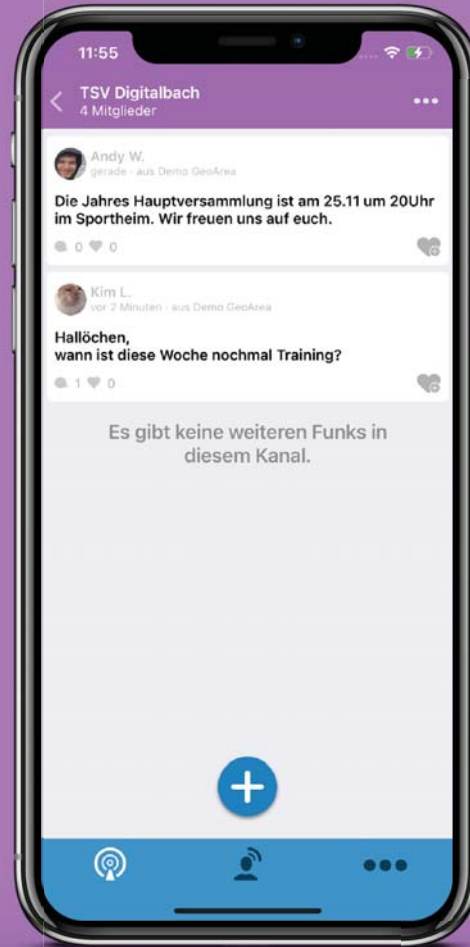 11:55
TSV Digitalbach
4 Mitglieder
Andy W.
gerade - aus Demo GeoArea
Die Jahres Hauptversammlung ist am 25.11 um 20Uhr
im Sportheim. Wir freuen uns auf euch.
0 0
Kim L.
vor 2 Minuten - aus Demo GeoArea
Hallöchen,
wann ist diese Woche nochmal Training?
1 0
Es gibt keine weiteren Funks in
diesem Kanal.